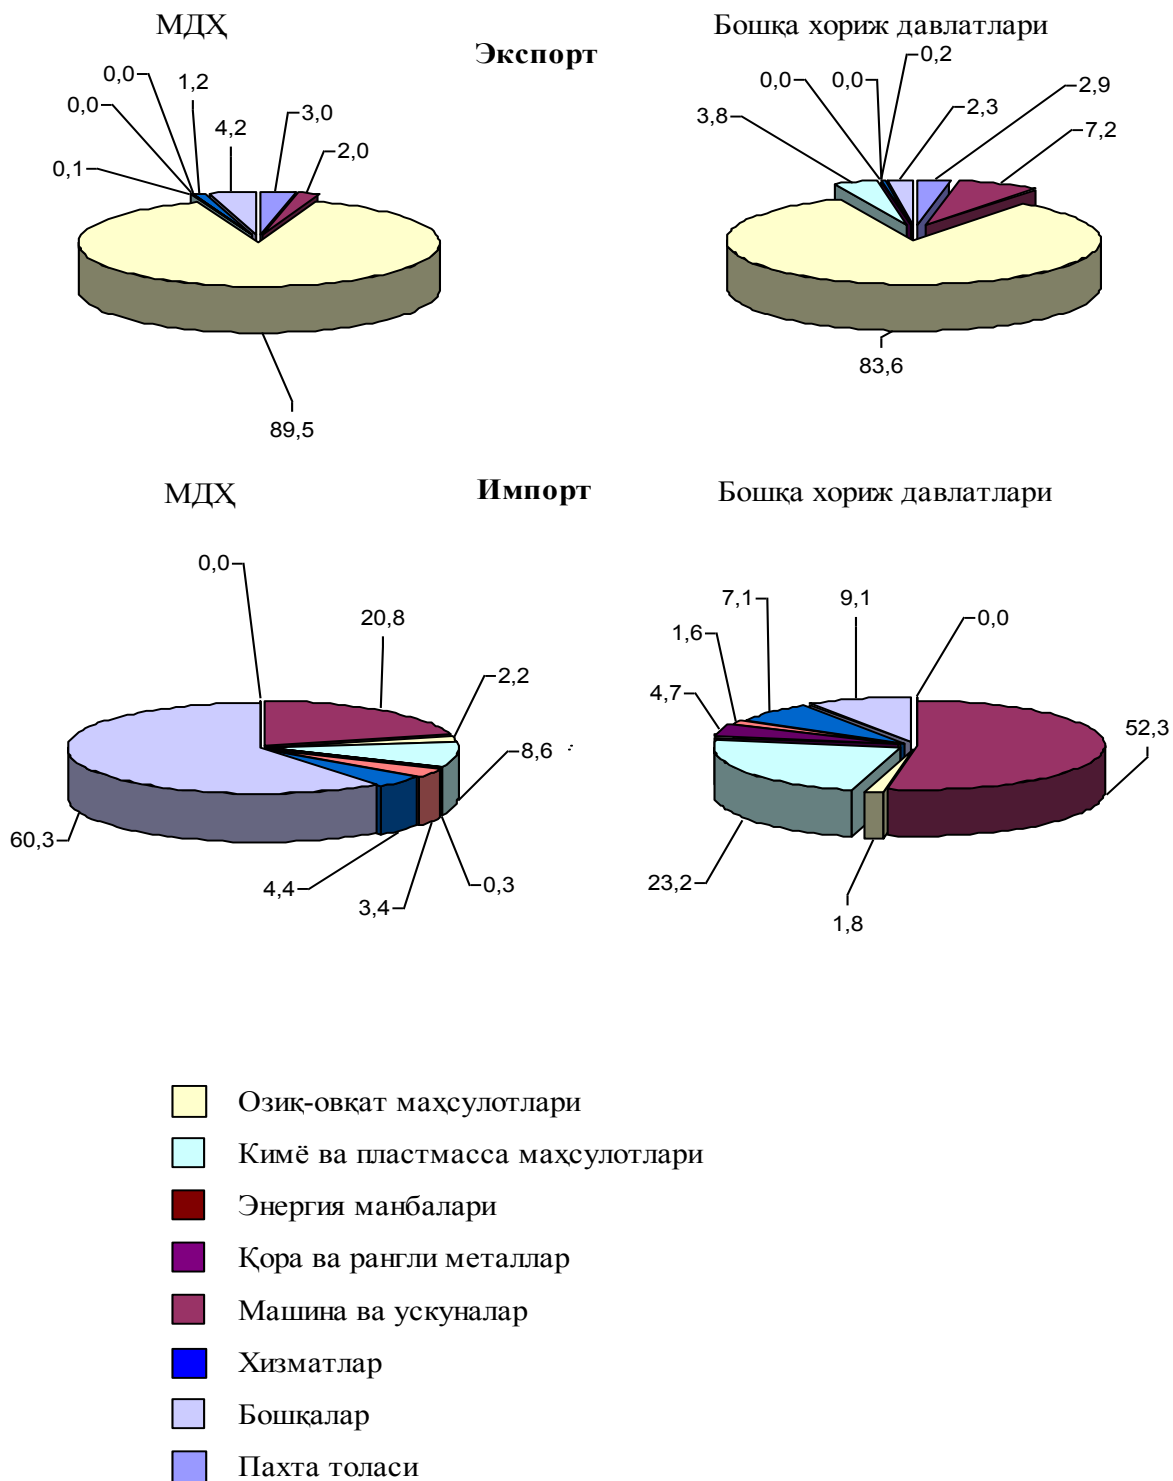 МДҲ
Экспорт
Бошқа хориж давлатлари
0,0
1,2
0,0
4,2
3,0
0,1
2,0
0,2
0,0
0,0
2,9
3,8
2,3
7,2
89,5
83,6
МДҲ
Импорт
Бошқа хориж давлатлари
0,0
20,8
2,2
8,6
60,3
4,4
3,4
0,3
7,1
9,1
0,0
1,6
4,7
52,3
23,2
1,8
Озиқ-овқат маҳсулотлари
Кимё ва пластмасса маҳсулотлари
Энергия манбалари
Қора ва рангли металлар
Машина ва ускуналар
Хизматлар
Бошқалар
Пахта толаси